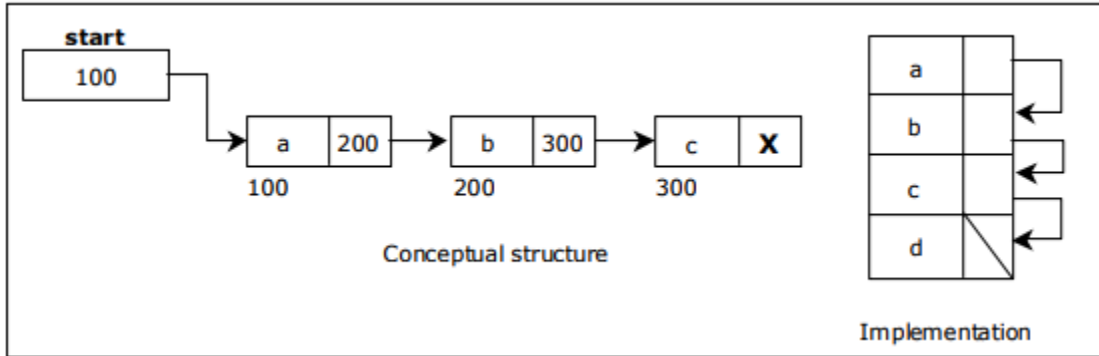 start
100
a 200
b 300
c X
100
200
300
Conceptual structure
a
b
c
d
Implementation